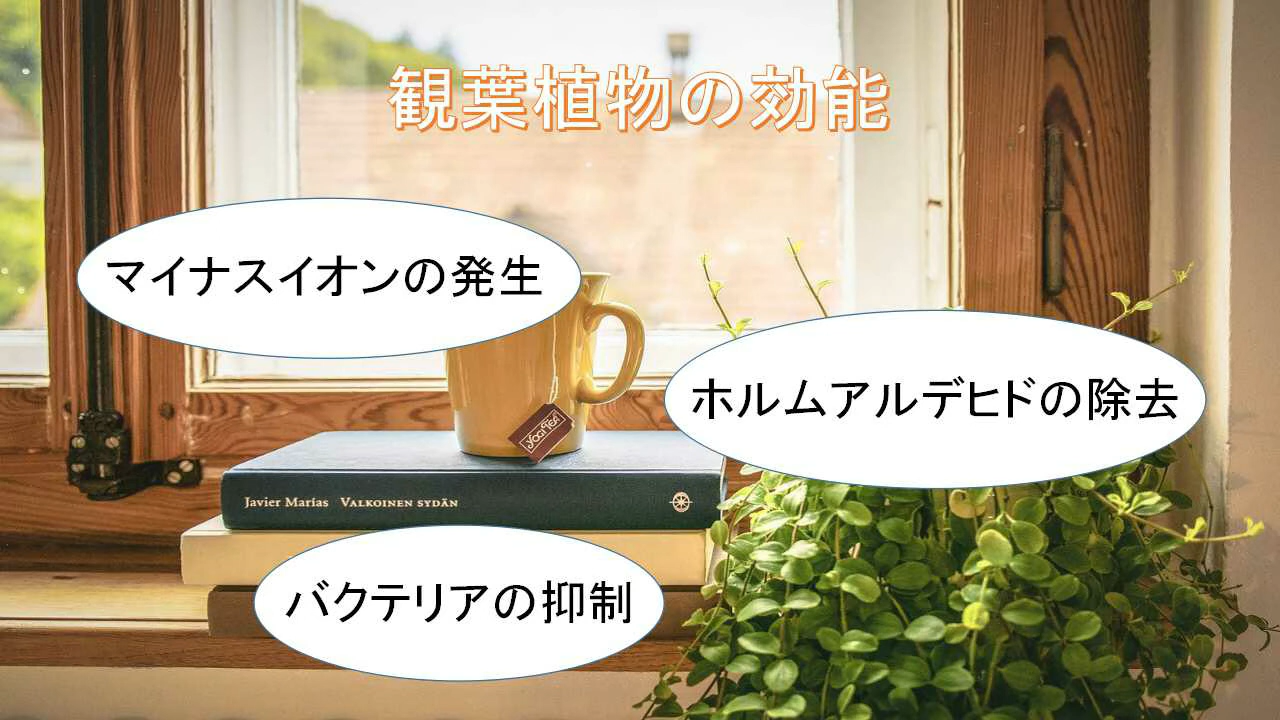 観葉植物の効能
マイナスイオンの発生
ホルムアルデヒドの除去
YOGI TEA
Javier Marías VALKOINEN SYDÄN
バクテリアの抑制